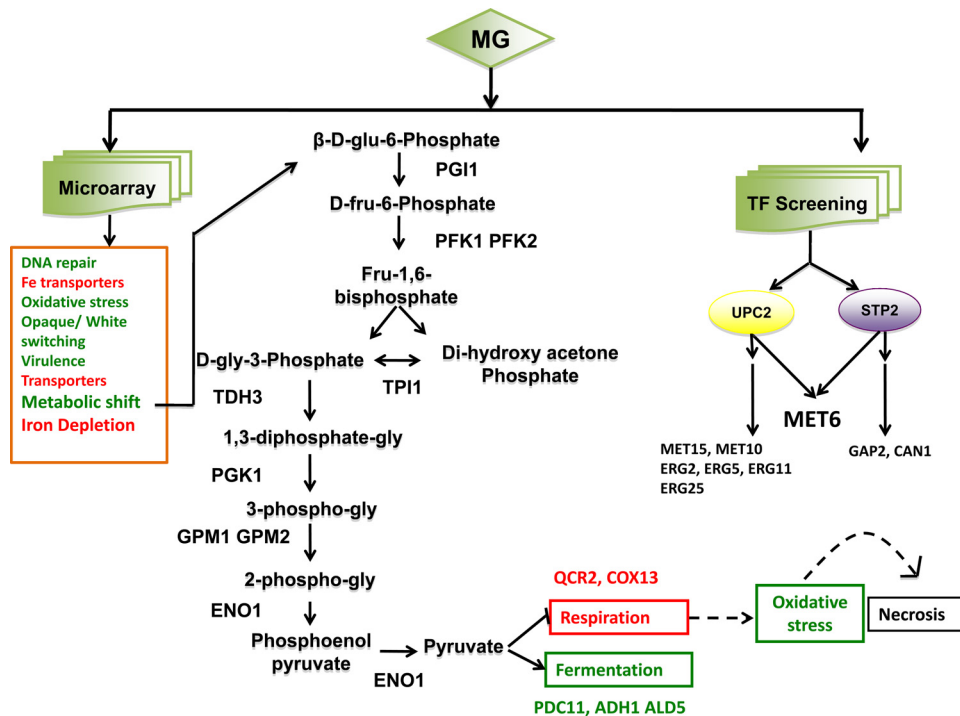 MG
Microarray
DNA repair
Fe transporters
Oxidative stress
Opaque/ White
switching
Virulence
Transporters
Metabolic shift
Iron Depletion
β-D-glu-6-Phosphate
PGI1
D-fru-6-Phosphate
PFK1 PFK2
Fru-1,6-
bisphosphate
D-gly-3-Phosphate
TPI1
Di-hydroxy acetone
Phosphate
TDH3
1,3-diphosphate-gly
PGK1
3-phospho-gly
GPM1 GPM2
2-phospho-gly
ENO1
Phosphoenol
pyruvate
ENO1
Pyruvate
QCR2, COX13
Respiration
Fermentation
PDC11, ADH1 ALD5
Oxidative
stress
Necrosis
TF Screening
UPC2
STP2
MET6
MET15, MET10
ERG2, ERG5, ERG11
ERG25
GAP2, CAN1